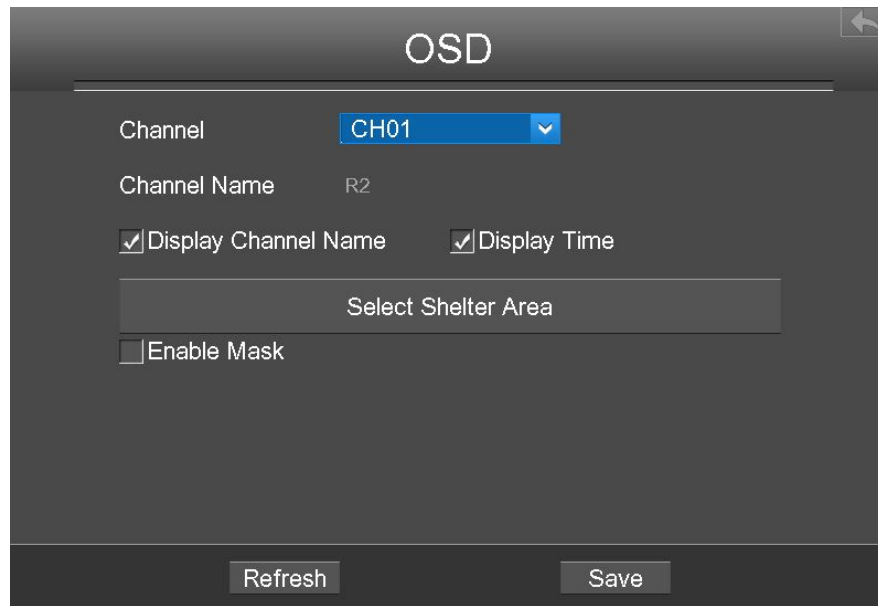 OSD
Channel CH01
Channel Name R2
Display Channel Name Display Time
Select Shelter Area
Enable Mask
Refresh Save